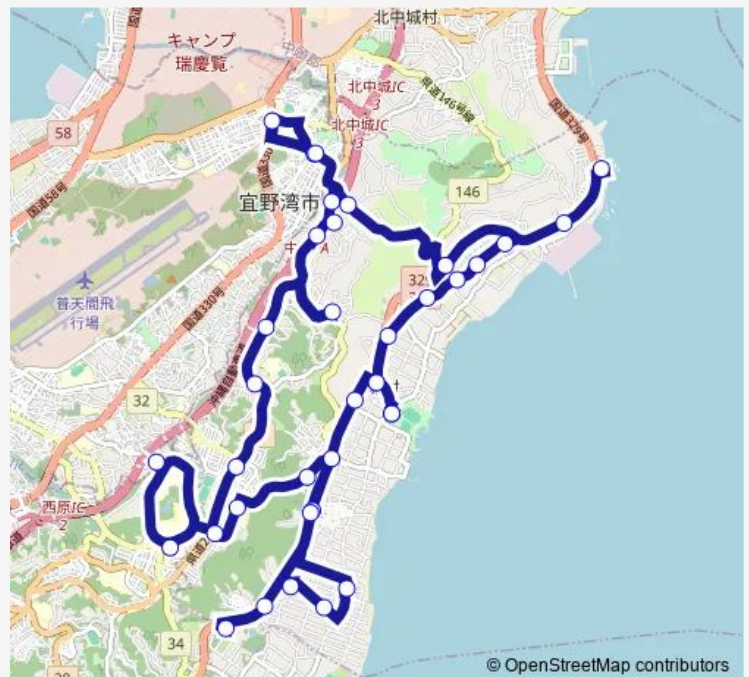 北中城村
キャンプ
瑞慶覧
中頭郡
北中城IC
3
県道146号線
国道329号
58
北中城IC
3
146
国道58号
宜野湾市
普天間飛
行場
国道330号
32
沖縄自動車道
西原IC
2
34
© OpenStreetMap contributors